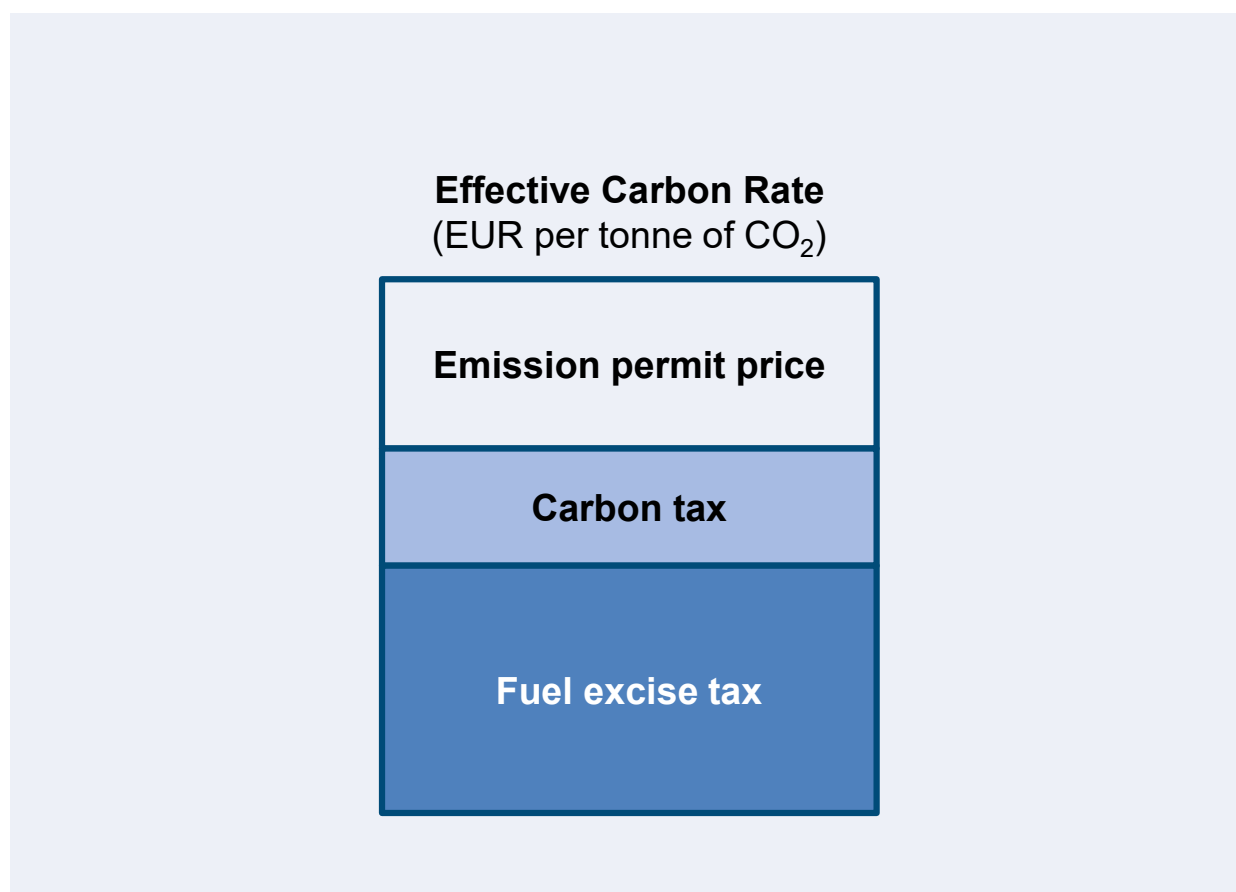 Effective Carbon Rate
(EUR per tonne of CO₂)
Emission permit price
Carbon tax
Fuel excise tax